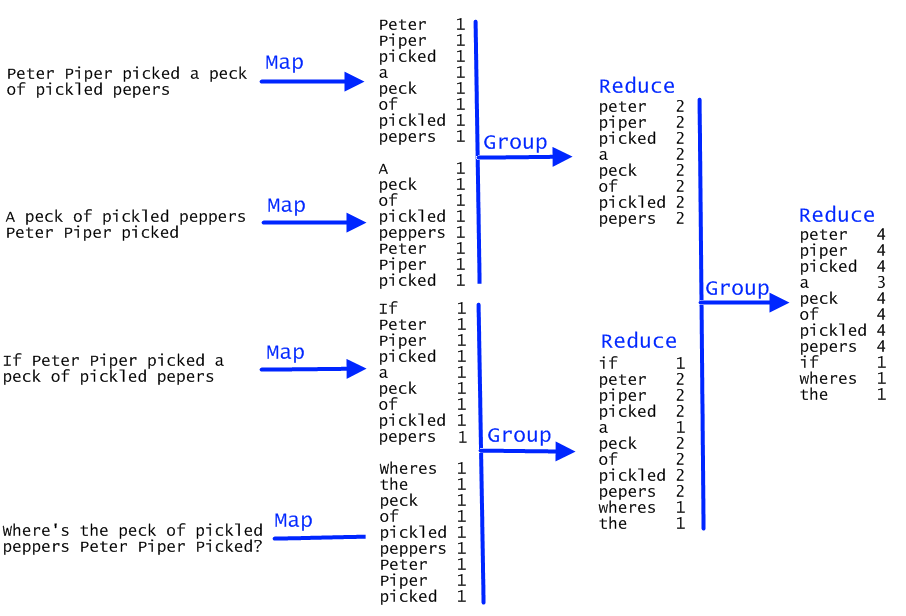 Peter Piper picked a peck
of pickled pepers
Map
Peter 1
Piper 1
picked 1
a 1
peck 1
of 1
pickled 1
pepers 1
A peck of pickled peppers
Peter Piper picked
Map
A 1
peck 1
of 1
pickled 1
peppers 1
Peter 1
Piper 1
picked 1
Group
If Peter Piper picked a
peck of pickled pepers
Map
If 1
Peter 1
Piper 1
picked 1
a 1
peck 1
of 1
pickled 1
pepers 1
Where's the peck of pickled
peppers Peter Piper Picked?
Map
Wheres 1
the 1
peck 1
of 1
pickled 1
peppers 1
Peter 1
Piper 1
picked 1
Group
Reduce
peter 2
piper 2
picked 2
a 2
peck 2
of 2
pickled 2
pepers 2
Reduce
if 1
peter 2
piper 2
picked 2
a 1
peck 2
of 2
pickled 2
pepers 2
wheres 1
the 1
Group
Reduce
peter 4
piper 4
picked 4
a 3
peck 4
of 4
pickled 4
pepers 4
if 1
wheres 1
the 1